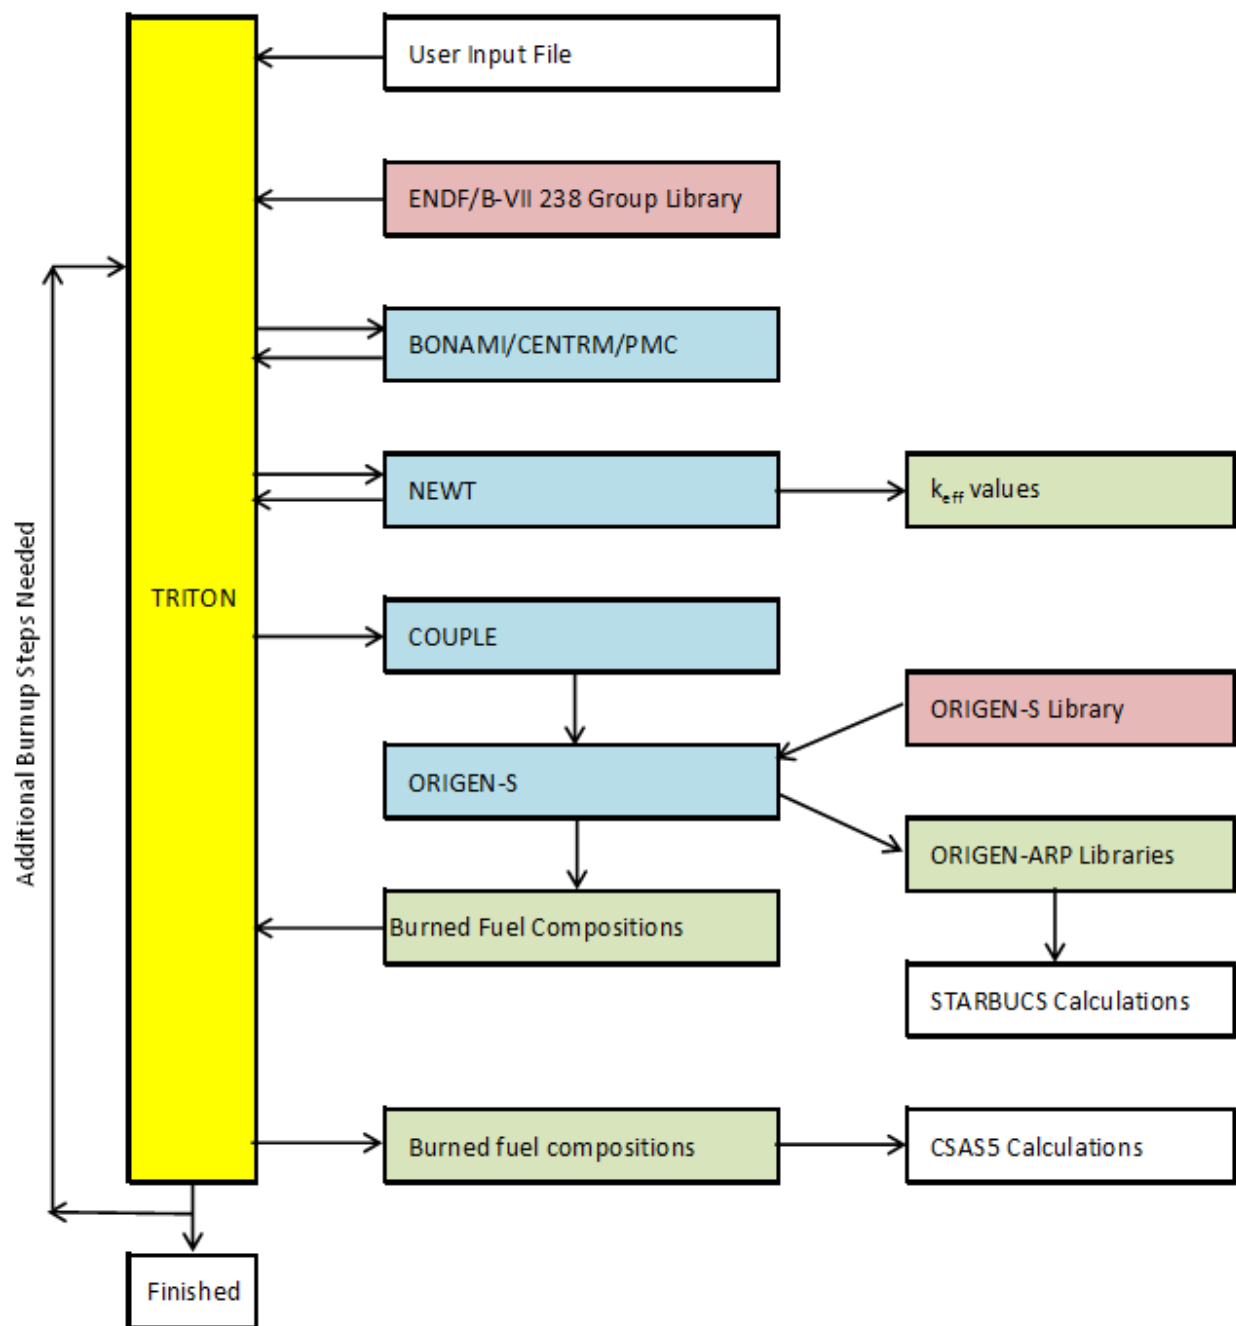 User Input File
ENDF/B-VII 238 Group Library
BONAMI/CENTRM/PMC
NEWT
keff values
Additional Burnup Steps Needed
TRITON
COUPLE
ORIGEN-S Library
ORIGEN-S
ORIGEN-ARP Libraries
Burned Fuel Compositions
STARBUCS Calculations
Burned fuel compositions
CSAS5 Calculations
Finished